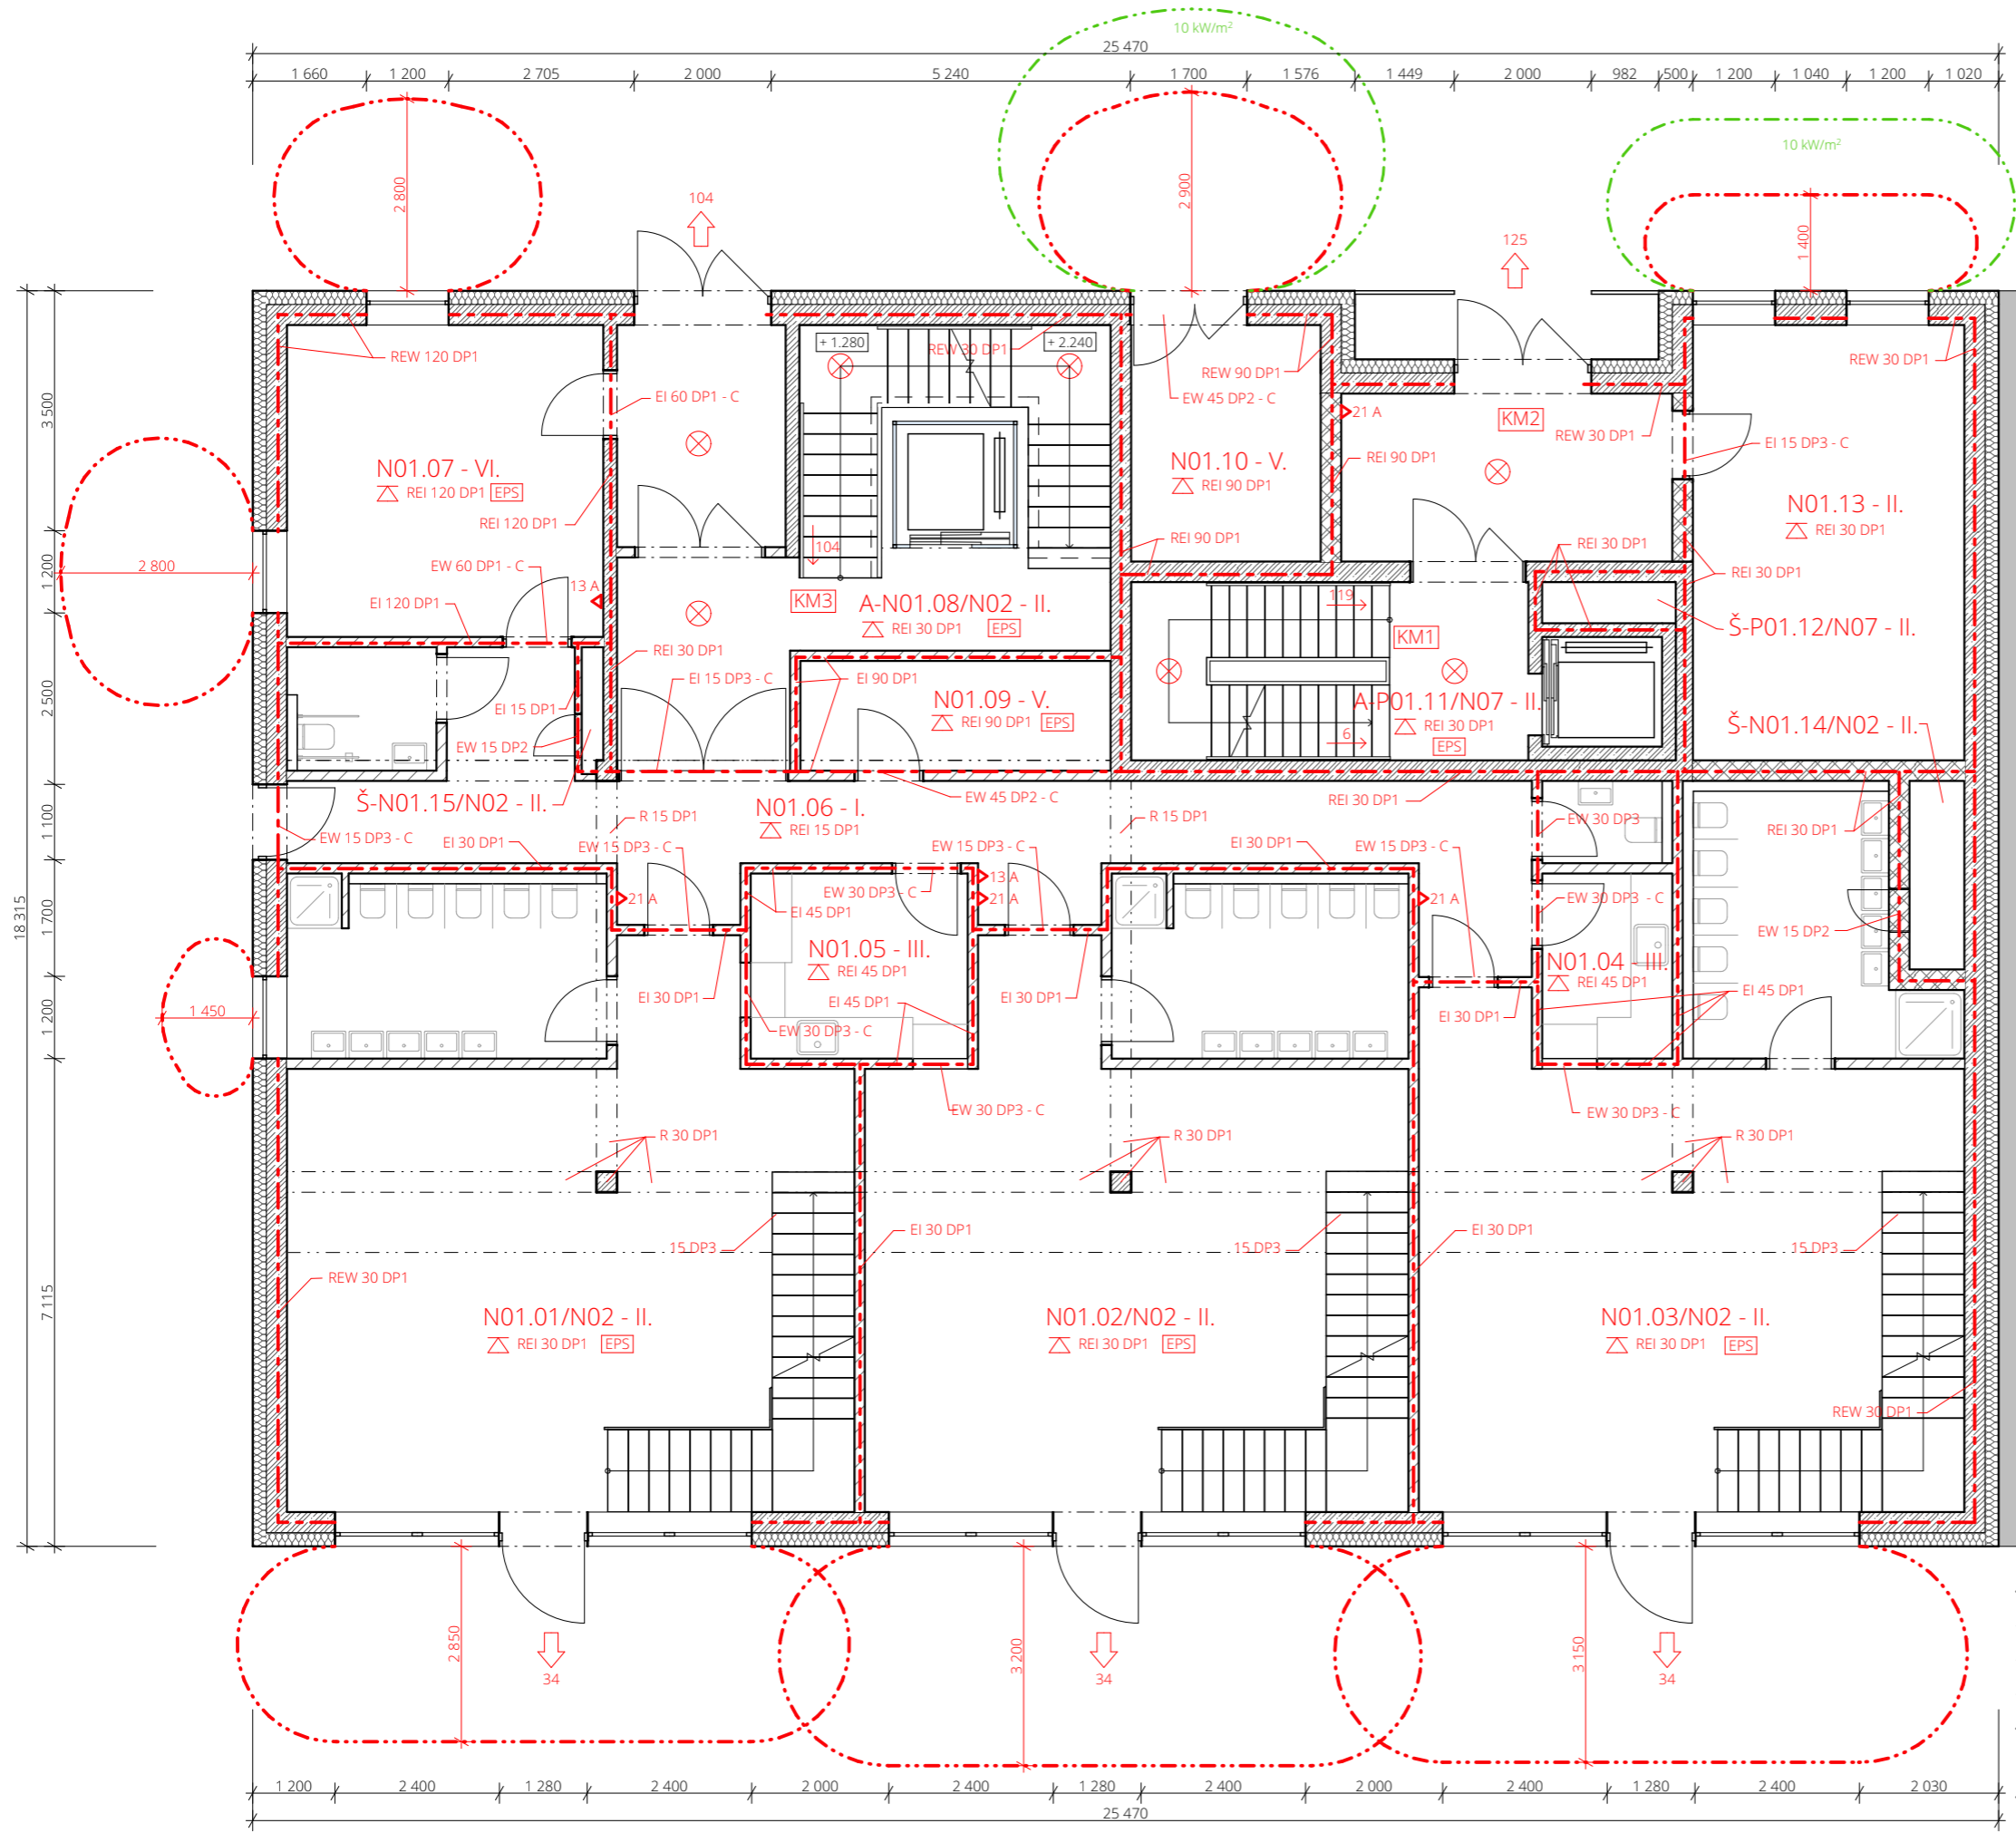 10 kW/m²
25 470
1 660 1 200 2 705 2 000 5 240 1 700 1 576 1 449 2 000 982 500 1 200 1 040 1 200 1 020
10 kW/m²
2 800
104
2 900
125
1 400
+ 1.280
REW 30 DP1
+ 2.240
REW 120 DP1
REW 90 DP1
REW 30 DP1
EI 60 DP1 - C
EW 45 DP2 - C
21 A
KM2
REW 30 DP1
EI 15 DP3 - C
3 500
N01.07 - VI.
REI 120 DP1 EPS
REI 120 DP1
N01.10 - V.
REI 90 DP1
REI 90 DP1
N01.13 - II.
REI 30 DP1
104
REI 90 DP1
REI 30 DP1
2 800
1 200
EW 60 DP1 - C
13 A
EI 120 DP1
KM3
A-N01.08/N02 - II.
REI 30 DP1 EPS
119
KM1
REI 30 DP1
Š-P01.12/N07 - II.
REI 30 DP1
EI 15 DP3 - C
EI 90 DP1
2 500
EI 15 DP1
N01.09 - V.
REI 90 DP1 EPS
A-P01.11/N07 - II.
REI 30 DP1
EPS
6
Š-N01.14/N02 - II.
EW 15 DP2
Š-N01.15/N02 - II.
N01.06 - I.
REI 15 DP1
EW 45 DP2 - C
REI 30 DP1
18 315
1 100
EW 15 DP3 - C
R 15 DP1
R 15 DP1
EW 30 DP3
REI 30 DP1
EI 30 DP1
EW 15 DP3 - C
EW 15 DP3 - C
EI 30 DP1
EW 15 DP3 - C
1 700
21 A
EW 30 DP3 - C
13 A
21 A
21 A
EW 30 DP3 - C
EI 45 DP1
EW 15 DP2
N01.05 - III.
REI 45 DP1
N01.04 - III.
REI 45 DP1
EI 30 DP1
EI 45 DP1
EI 30 DP1
EI 30 DP1
EI 45 DP1
1 450
1 200
EW 30 DP3 - C
EW 30 DP3 - C
EW 30 DP3 - C
R 30 DP1
R 30 DP1
R 30 DP1
EI 30 DP1
EI 30 DP1
15 DP3
15 DP3
15 DP3
REW 30 DP1
7 115
N01.01/N02 - II.
REI 30 DP1 EPS
N01.02/N02 - II.
REI 30 DP1 EPS
N01.03/N02 - II.
REI 30 DP1 EPS
REW 30 DP1
2 850
34
3 200
34
3 150
34
1 200 2 400 1 280 2 400 2 000 2 400 1 280 2 400 2 000 2 400 1 280 2 400 2 030
25 470